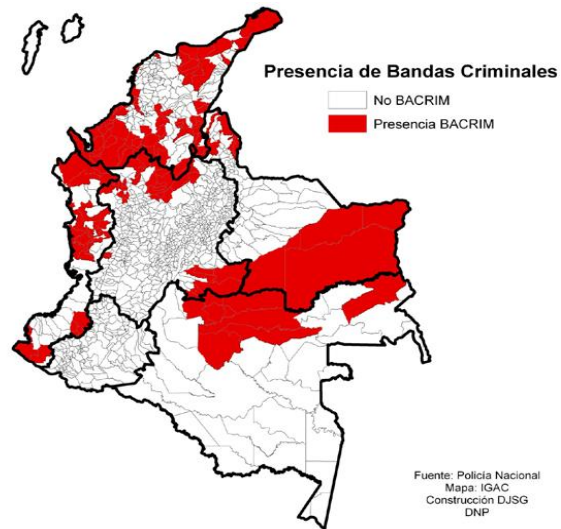 Presencia de Bandas Criminales
No BACRIM
Presencia BACRIM
Fuente: Policía Nacional
Mapa: IGAC
Construcción DJSG
DNP